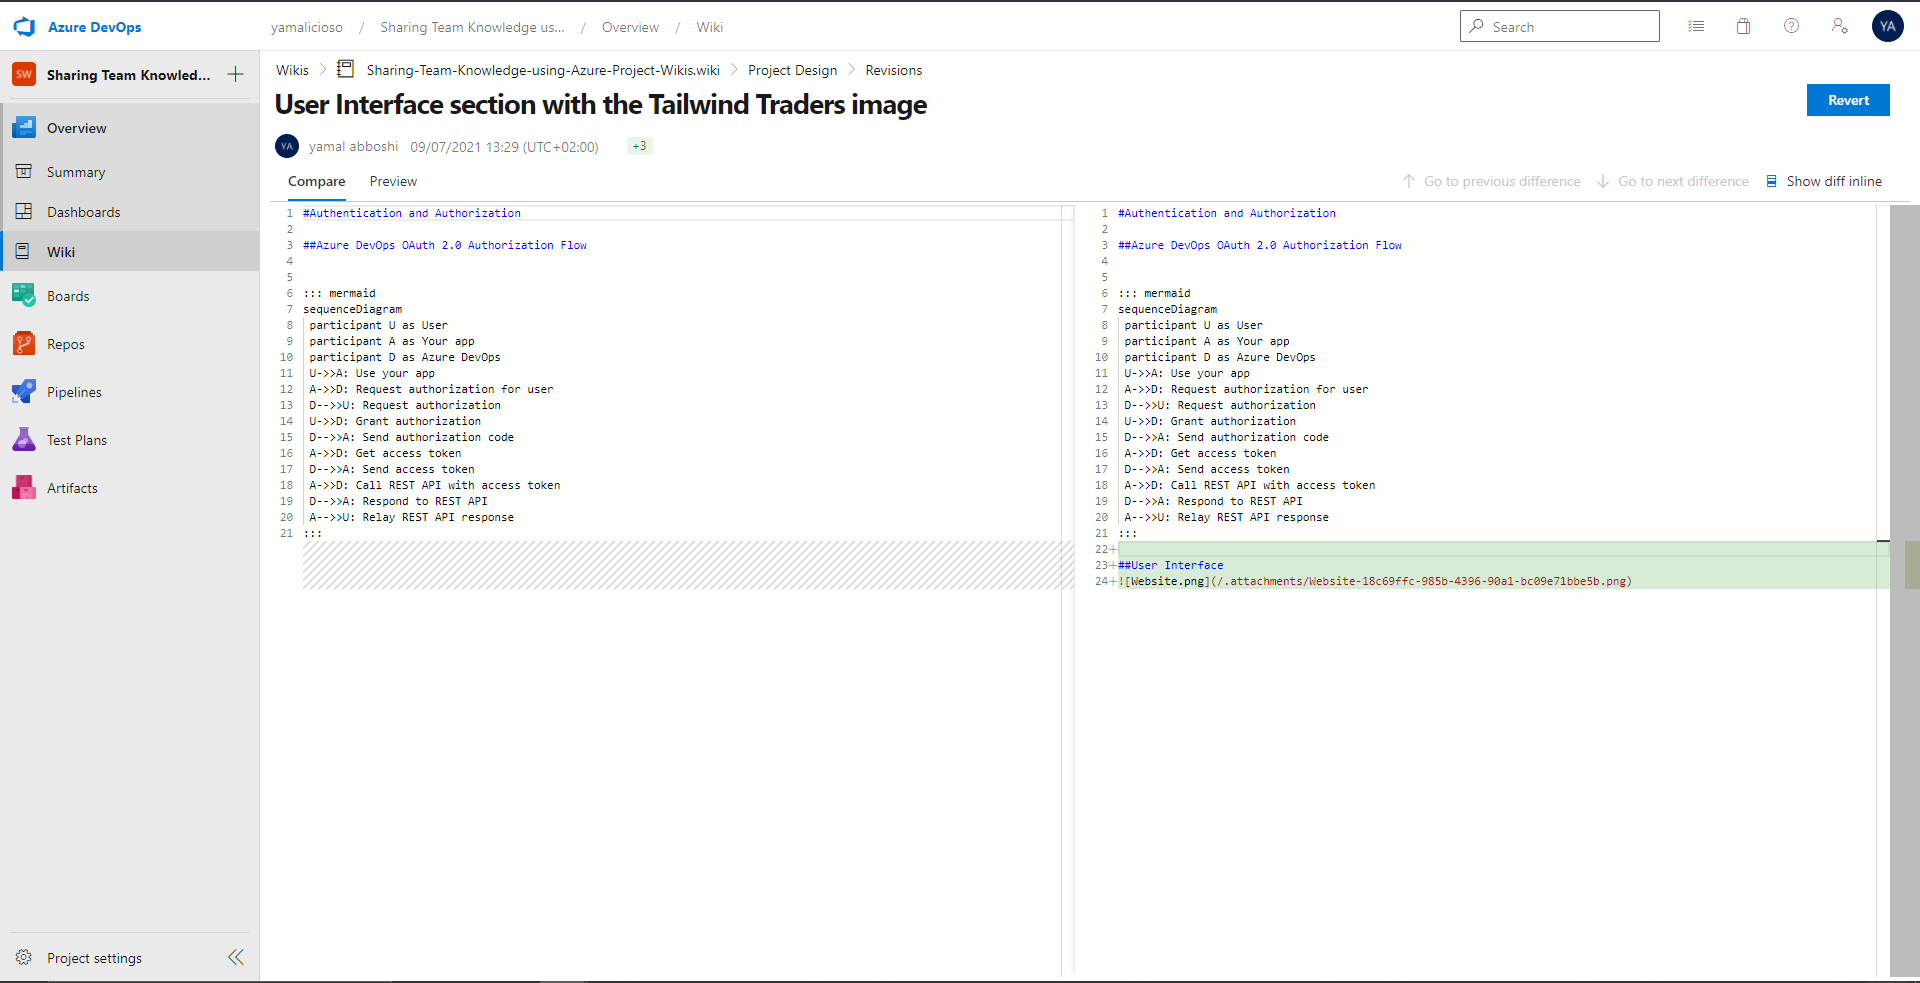 Azure DevOps
yamalicioso / Sharing Team Knowledge us... / Overview / Wiki
Search
YA
SW
Sharing Team Knowled...
Overview
Summary
Dashboards
Wiki
Boards
Repos
Pipelines
Test Plans
Artifacts
Project settings
Wikis > Sharing-Team-Knowledge-using-Azure-Project-Wikis.wiki > Project Design > Revisions
User Interface section with the Tailwind Traders image
Revert
YA yamal abboshi 09/07/2021 13:29 (UTC+02:00) +3
Compare Preview
Go to previous difference Go to next difference Show diff inline
1 #Authentication and Authorization
2
3 ##Azure DevOps OAuth 2.0 Authorization Flow
4
5
6 ::: mermaid
7 sequenceDiagram
8 participant U as User
9 participant A as Your app
10 participant D as Azure DevOps
11 U->>A: Use your app
12 A->>D: Request authorization for user
13 D-->>U: Request authorization
14 U->>D: Grant authorization
15 D-->>A: Send authorization code
16 A->>D: Get access token
17 D-->>A: Send access token
18 A->>D: Call REST API with access token
19 D-->>A: Respond to REST API
20 A-->>U: Relay REST API response
21 :::
1 #Authentication and Authorization
2
3 ##Azure DevOps OAuth 2.0 Authorization Flow
4
5
6 ::: mermaid
7 sequenceDiagram
8 participant U as User
9 participant A as Your app
10 participant D as Azure DevOps
11 U->>A: Use your app
12 A->>D: Request authorization for user
13 D-->>U: Request authorization
14 U->>D: Grant authorization
15 D-->>A: Send authorization code
16 A->>D: Get access token
17 D-->>A: Send access token
18 A->>D: Call REST API with access token
19 D-->>A: Respond to REST API
20 A-->>U: Relay REST API response
21 :::
22+
23+ ##User Interface
24+ ![Website.png](/.attachments/Website-18c69ffc-985b-4396-90a1-bc09e71bbe5b.png)